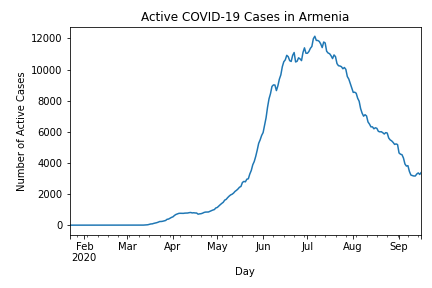 Active COVID-19 Cases in Armenia
12000
10000
8000
6000
4000
2000
0
Number of Active Cases
Feb Mar Apr May Jun Jul Aug Sep
2020
Day